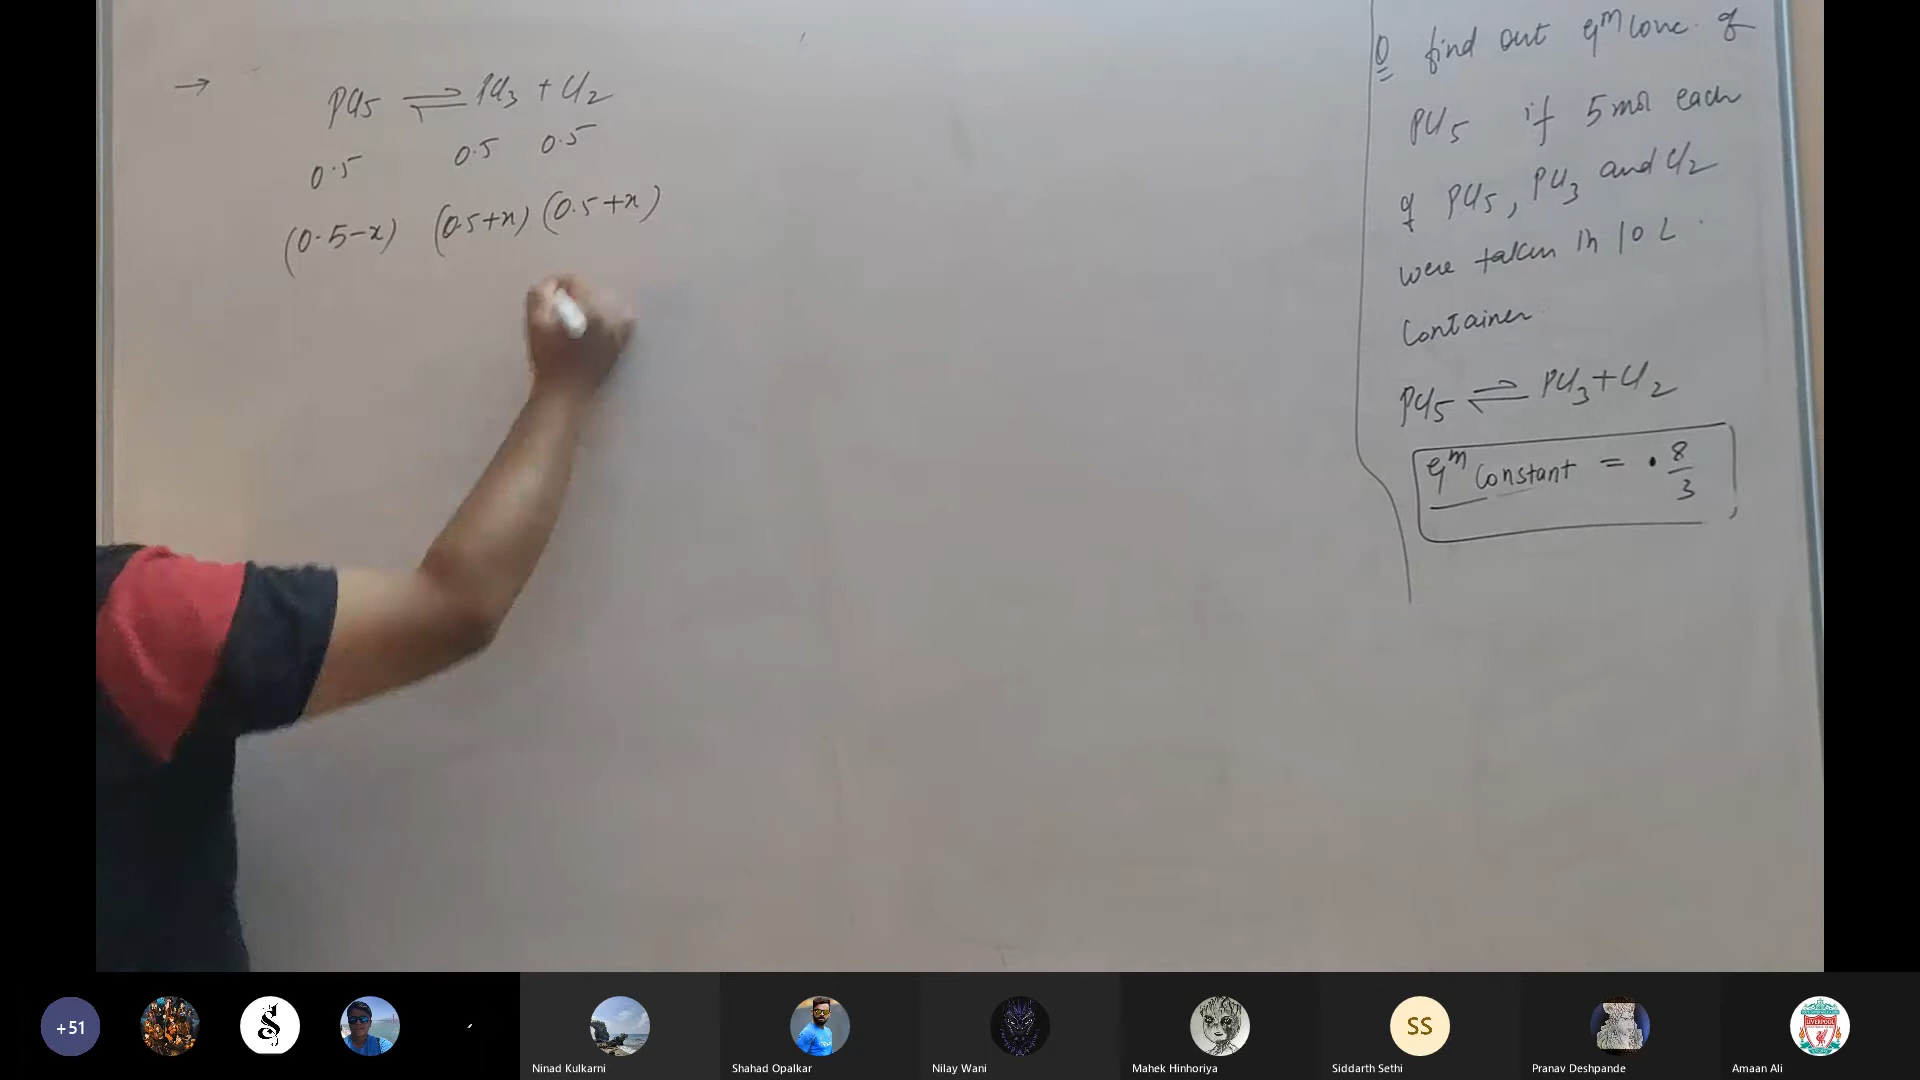 → PCl5 ⇌ PCl3 + Cl2
0.5 0.5 0.5
(0.5-x) (0.5+x) (0.5+x)
Q find out eqm conc. of
PCl5 if 5 mol each
of PCl5, PCl3 and Cl2
were taken in 10 L.
Container
PCl5 ⇌ PCl3 + Cl2
eqm Constant = · 8/3
+51
S
SS
LIVERPOOL
Ninad Kulkarni
Shahad Opalkar
Nilay Wani
Mahek Hinhoriya
Siddarth Sethi
Pranav Deshpande
Amaan Ali